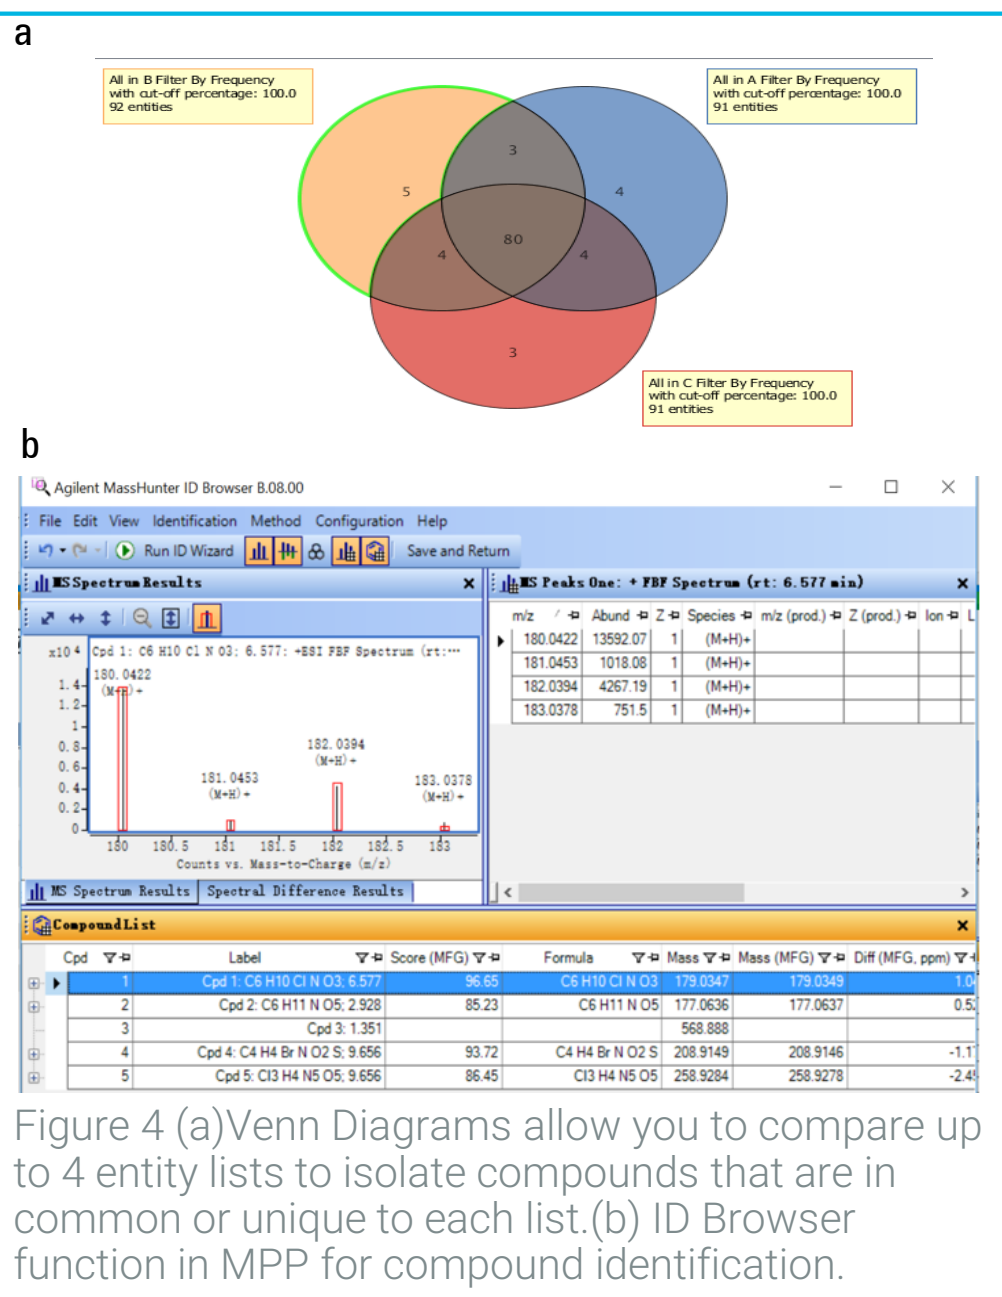 a
All in B Filter By Frequency
with cut-off percentage: 100.0
92 entities
All in A Filter By Frequency
with cut-off percentage: 100.0
91 entities
3
5
4
80
4
4
3
All in C Filter By Frequency
with cut-off percentage: 100.0
91 entities
b
Agilent MassHunter ID Browser B.08.00
File Edit View Identification Method Configuration Help
Run ID Wizard Save and Return
MS Spectrum Results
MS Peaks One: + FBF Spectrum (rt: 6.577 min)
x10 4 Cpd 1: C6 H10 Cl N O3: 6.577: +ESI FBF Spectrum (rt:...
180.0422
(M+H)+
1.4
1.2
1
0.8
0.6
0.4
0.2
0
181.0453
(M+H)+
182.0394
(M+H)+
183.0378
(M+H)+
180 180.5 181 181.5 182 182.5 183
Counts vs. Mass-to-Charge (m/z)
m/z Abund Z Species m/z (prod.) Z (prod.) Ion L
180.0422 13592.07 1 (M+H)+
181.0453 1018.08 1 (M+H)+
182.0394 4267.19 1 (M+H)+
183.0378 751.5 1 (M+H)+
MS Spectrum Results Spectral Difference Results
Compound List
Cpd Label Score (MFG) Formula Mass Mass (MFG) Diff (MFG, ppm)
1 Cpd 1: C6 H10 Cl N O3; 6.577 96.65 C6 H10 Cl N O3 179.0347 179.0349 1.0
2 Cpd 2: C6 H11 N O5; 2.928 85.23 C6 H11 N O5 177.0636 177.0637 0.5
3 Cpd 3: 1.351 568.888
4 Cpd 4: C4 H4 Br N O2 S; 9.656 93.72 C4 H4 Br N O2 S 208.9149 208.9146 -1.1
5 Cpd 5: Cl3 H4 N5 O5; 9.656 86.45 Cl3 H4 N5 O5 258.9284 258.9278 -2.4
Figure 4 (a)Venn Diagrams allow you to compare up
to 4 entity lists to isolate compounds that are in
common or unique to each list.(b) ID Browser
function in MPP for compound identification.